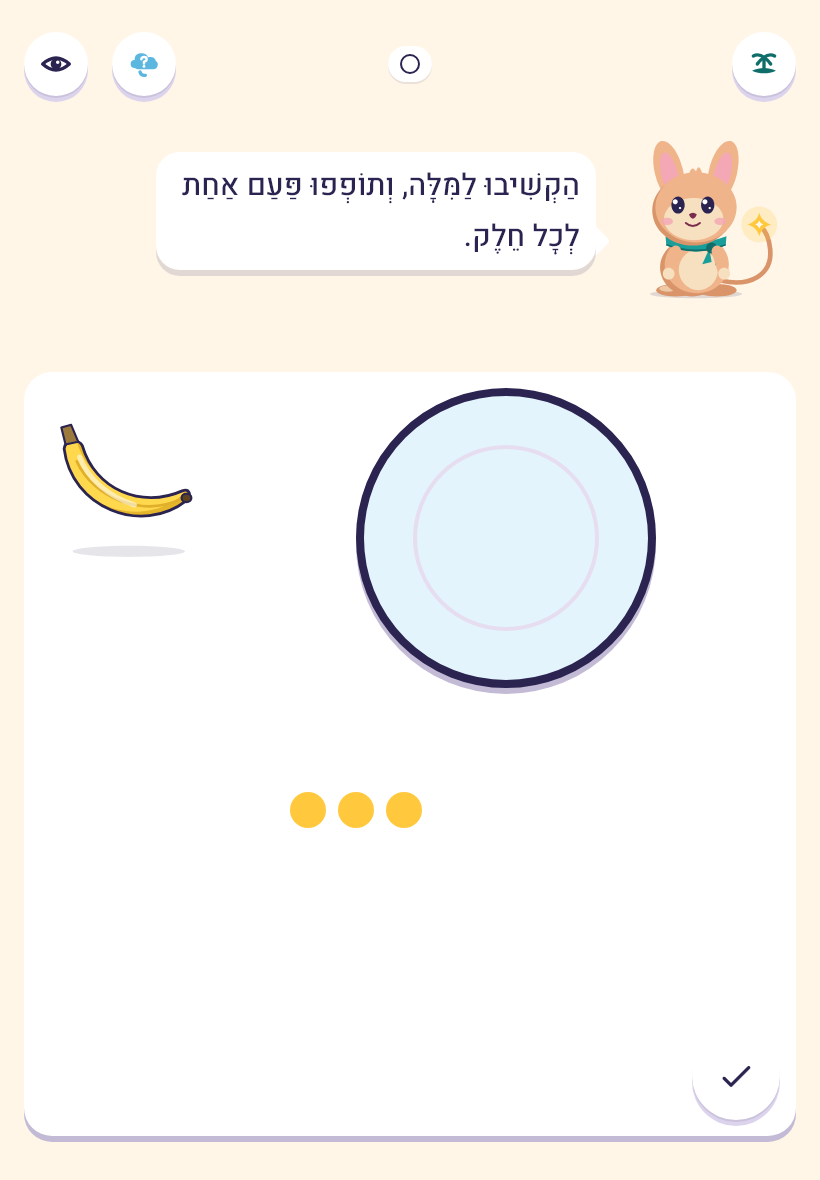 הַקְשִׁיבוּ לַמִּלָּה, וְתוֹפְפוּ פַּעַם אַחַת
לְכָל חֵלֶק.